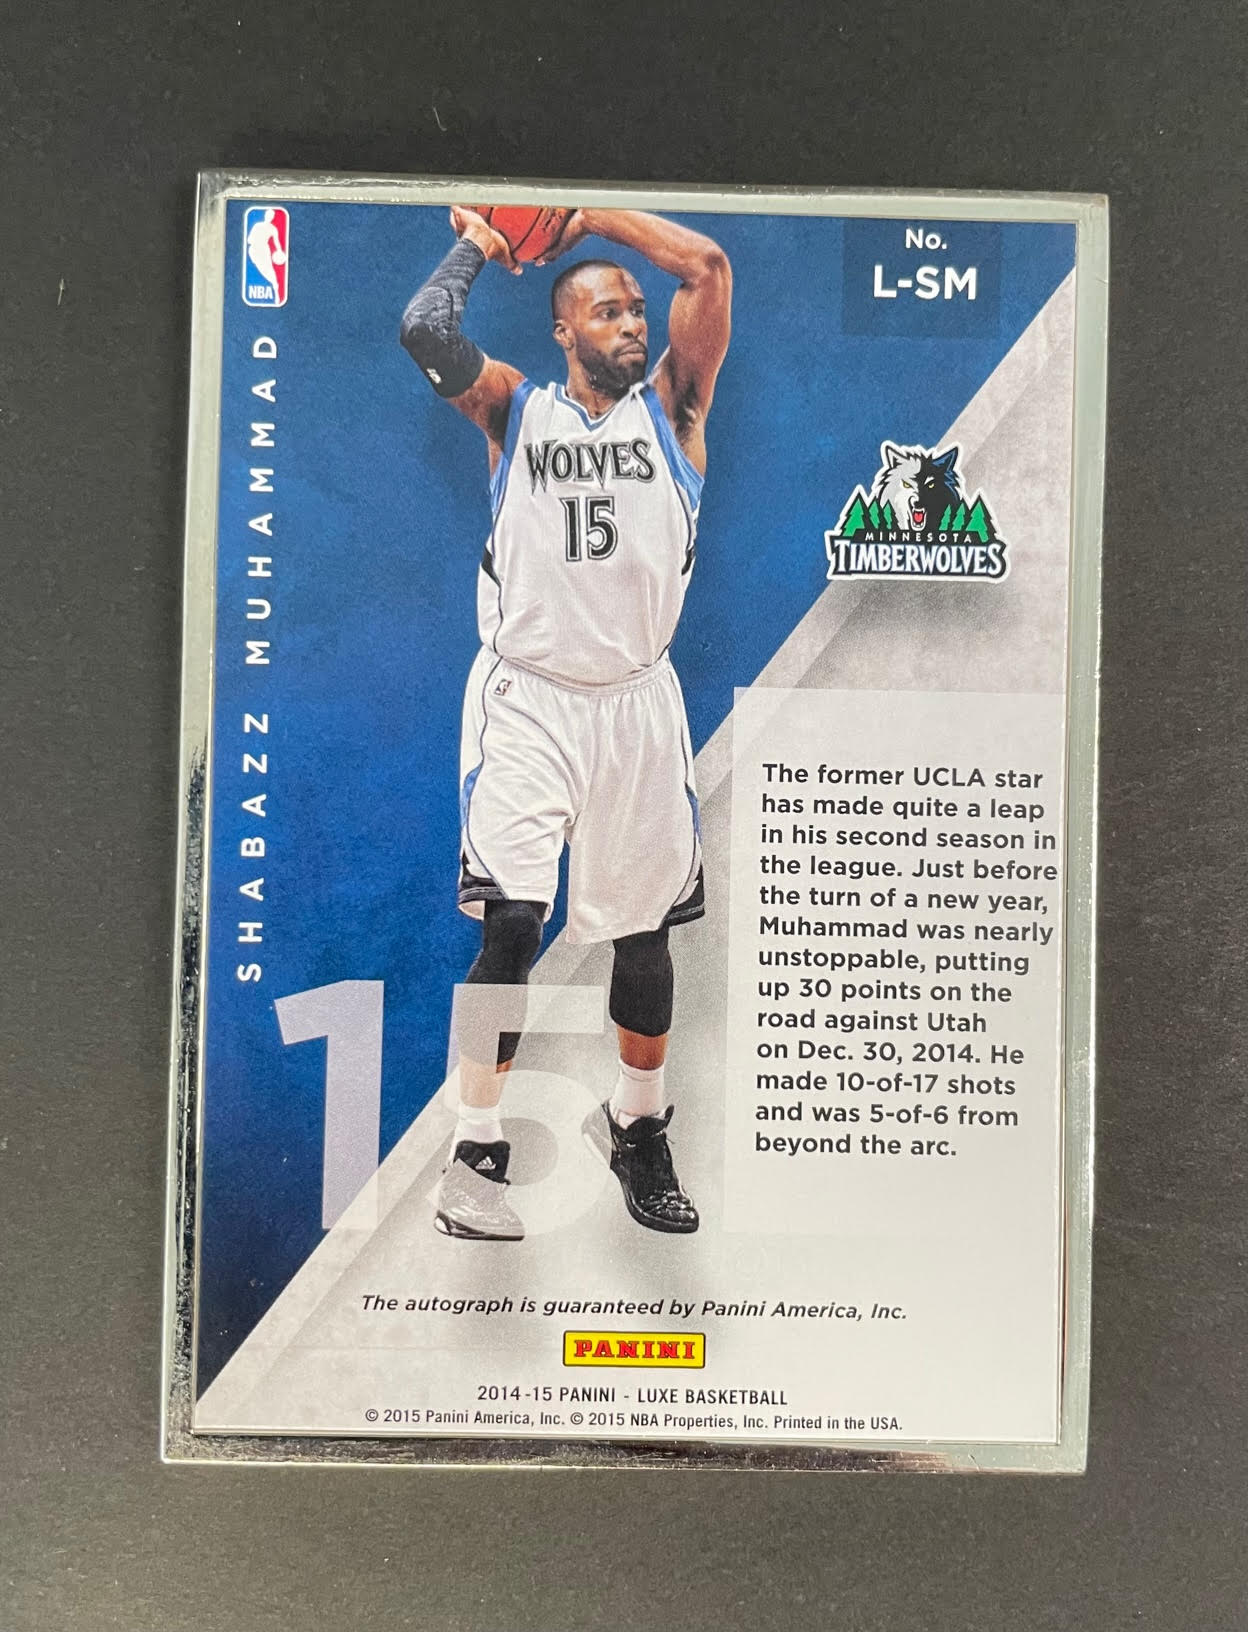 NBA
No.
L-SM
SHABAZZ MUHAMMAD
WOLVES
15
MINNESOTA
TIMBERWOLVES
The former UCLA star
has made quite a leap
in his second season in
the league. Just before
the turn of a new year,
Muhammad was nearly
unstoppable, putting
up 30 points on the
road against Utah
on Dec. 30, 2014. He
made 10-of-17 shots
and was 5-of-6 from
beyond the arc.
15
The autograph is guaranteed by Panini America, Inc.
PANINI
2014-15 PANINI - LUXE BASKETBALL
© 2015 Panini America, Inc. © 2015 NBA Properties, Inc. Printed in the USA.